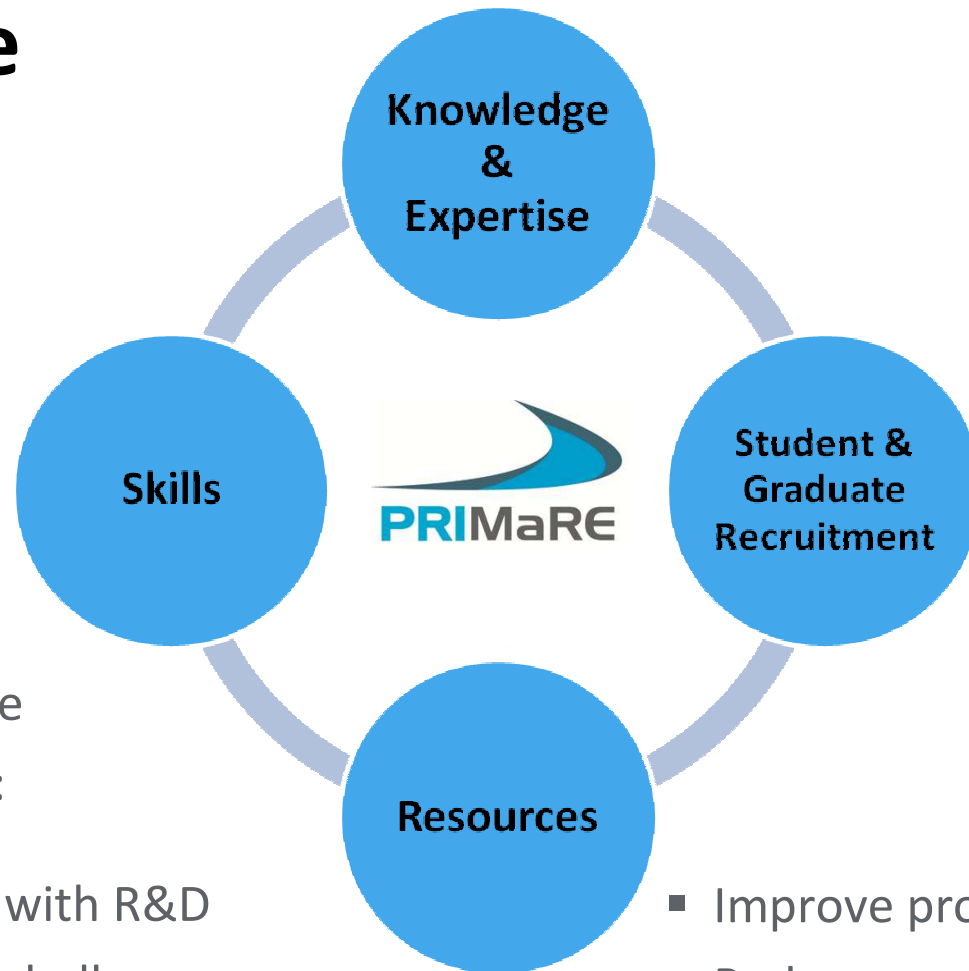 e
Knowledge
&
Expertise
Skills
PRIMaRE
Student &
Graduate
Recruitment
e
:
Resources
with R&D
▪ Improve pro